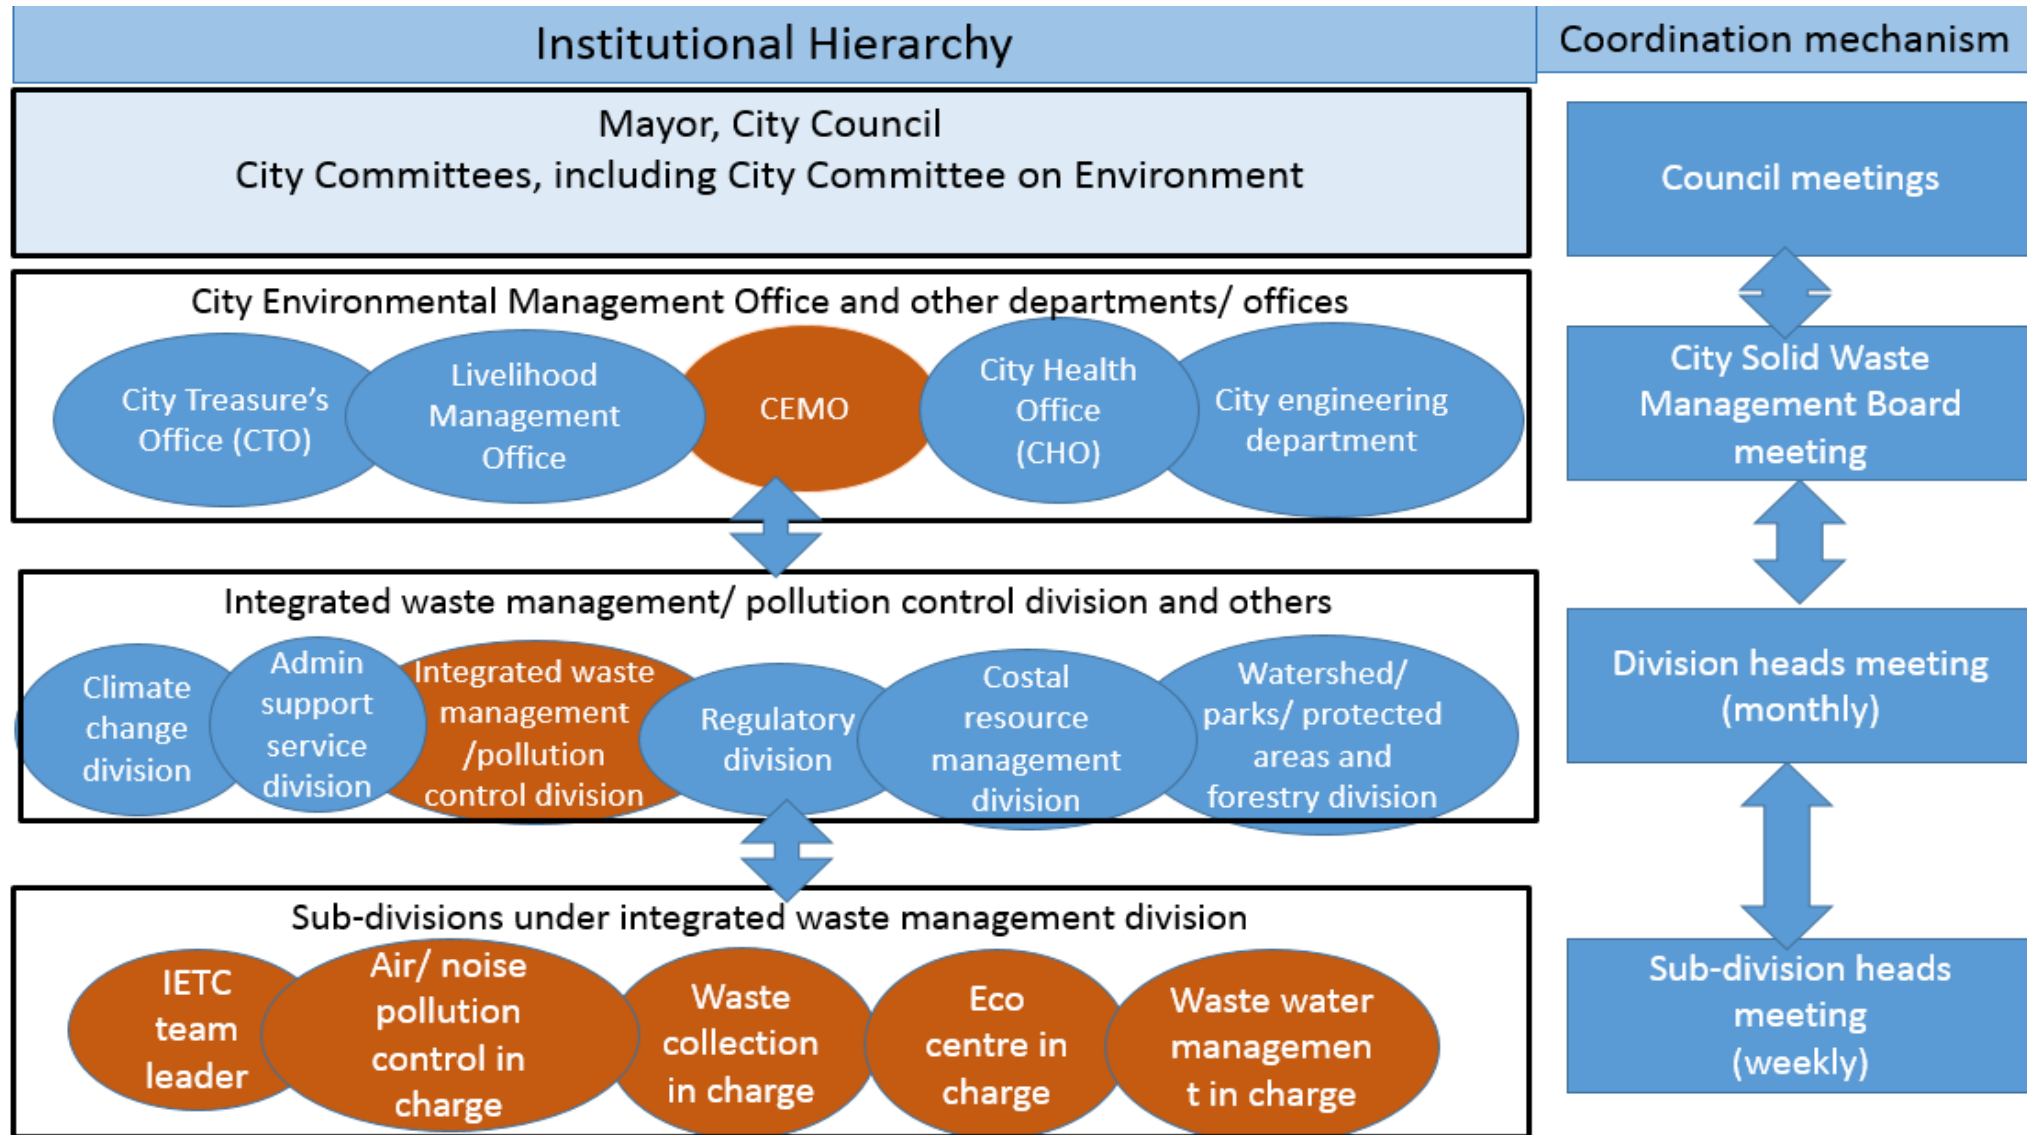 Institutional Hierarchy
Coordination mechanism
Mayor, City Council
City Committees, including City Committee on Environment
Council meetings
City Environmental Management Office and other departments/ offices
City Treasure's
Office (CTO)
Livelihood
Management
Office
CEMO
City Health
Office
(CHO)
City engineering
department
City Solid Waste
Management Board
meeting
Integrated waste management/ pollution control division and others
Climate
change
division
Admin
support
service
division
Integrated waste
management
/pollution
control division
Regulatory
division
Costal
resource
management
division
Watershed/
parks/ protected
areas and
forestry division
Division heads meeting
(monthly)
Sub-divisions under integrated waste management division
IETC
team
leader
Air/ noise
pollution
control in
charge
Waste
collection
in charge
Eco
centre in
charge
Waste water
managemen
t in charge
Sub-division heads
meeting
(weekly)